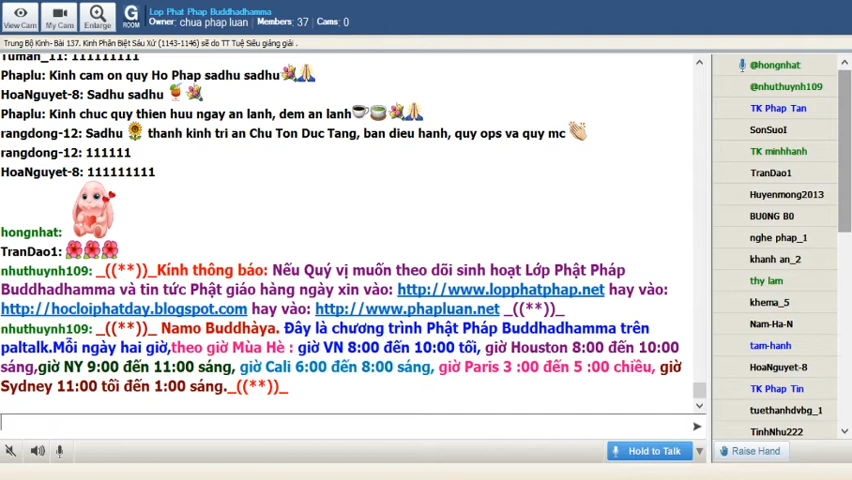 Lop Phat Phap Buddhadhamma
Owner: chua phap luan Members: 37 Cams: 0
View Cam
My Cam
Enlarge
G
ROOM
Trung Bộ Kinh- Bài 137. Kinh Phân Biệt Sáu Xứ (1143-1146) sẽ do TT Tuệ Siêu giảng giải .
Tuman_11: 111111111
Phaplu: Kinh cam on quy Ho Phap sadhu sadhu
HoaNguyet-8: Sadhu sadhu
Phaplu: Kinh chuc quy thien huu ngay an lanh, dem an lanh
rangdong-12: Sadhu thanh kinh tri an Chu Ton Duc Tang, ban dieu hanh, quy ops va quy mc
rangdong-12: 111111
HoaNguyet-8: 111111111
hongnhat:
TranDao1:
nhuthuynh109: _((**))_Kính thông báo: Nếu Quý vị muốn theo dõi sinh hoạt Lớp Phật Pháp
Buddhadhamma và tin tức Phật giáo hàng ngày xin vào: http://www.lopphatphap.net hay vào:
http://hocloiphatday.blogspot.com hay vào: http://www.phapluan.net _((**))_
nhuthuynh109: _((**))_ Namo Buddhàya. Đây là chương trình Phật Pháp Buddhadhamma trên
paltalk.Mỗi ngày hai giờ,theo giờ Mùa Hè : giờ VN 8:00 đến 10:00 tối, giờ Houston 8:00 đến 10:00
sáng,giờ NY 9:00 đến 11:00 sáng, giờ Cali 6:00 đến 8:00 sáng, giờ Paris 3 :00 đến 5 :00 chiều, giờ
Sydney 11:00 tối đến 1:00 sáng._((**))_
@hongnhat
@nhuthuynh109
TK Phap Tan
SonSuoI
TK minhhanh
TranDao1
Huyenmong2013
BU0NG B0
nghe phap_1
khanh an_2
thy lam
khema_5
Nam-Ha-N
tam-hanh
HoaNguyet-8
TK Phap Tin
tuethanhdvbg_1
TinhNhu222
Hold to Talk
Raise Hand